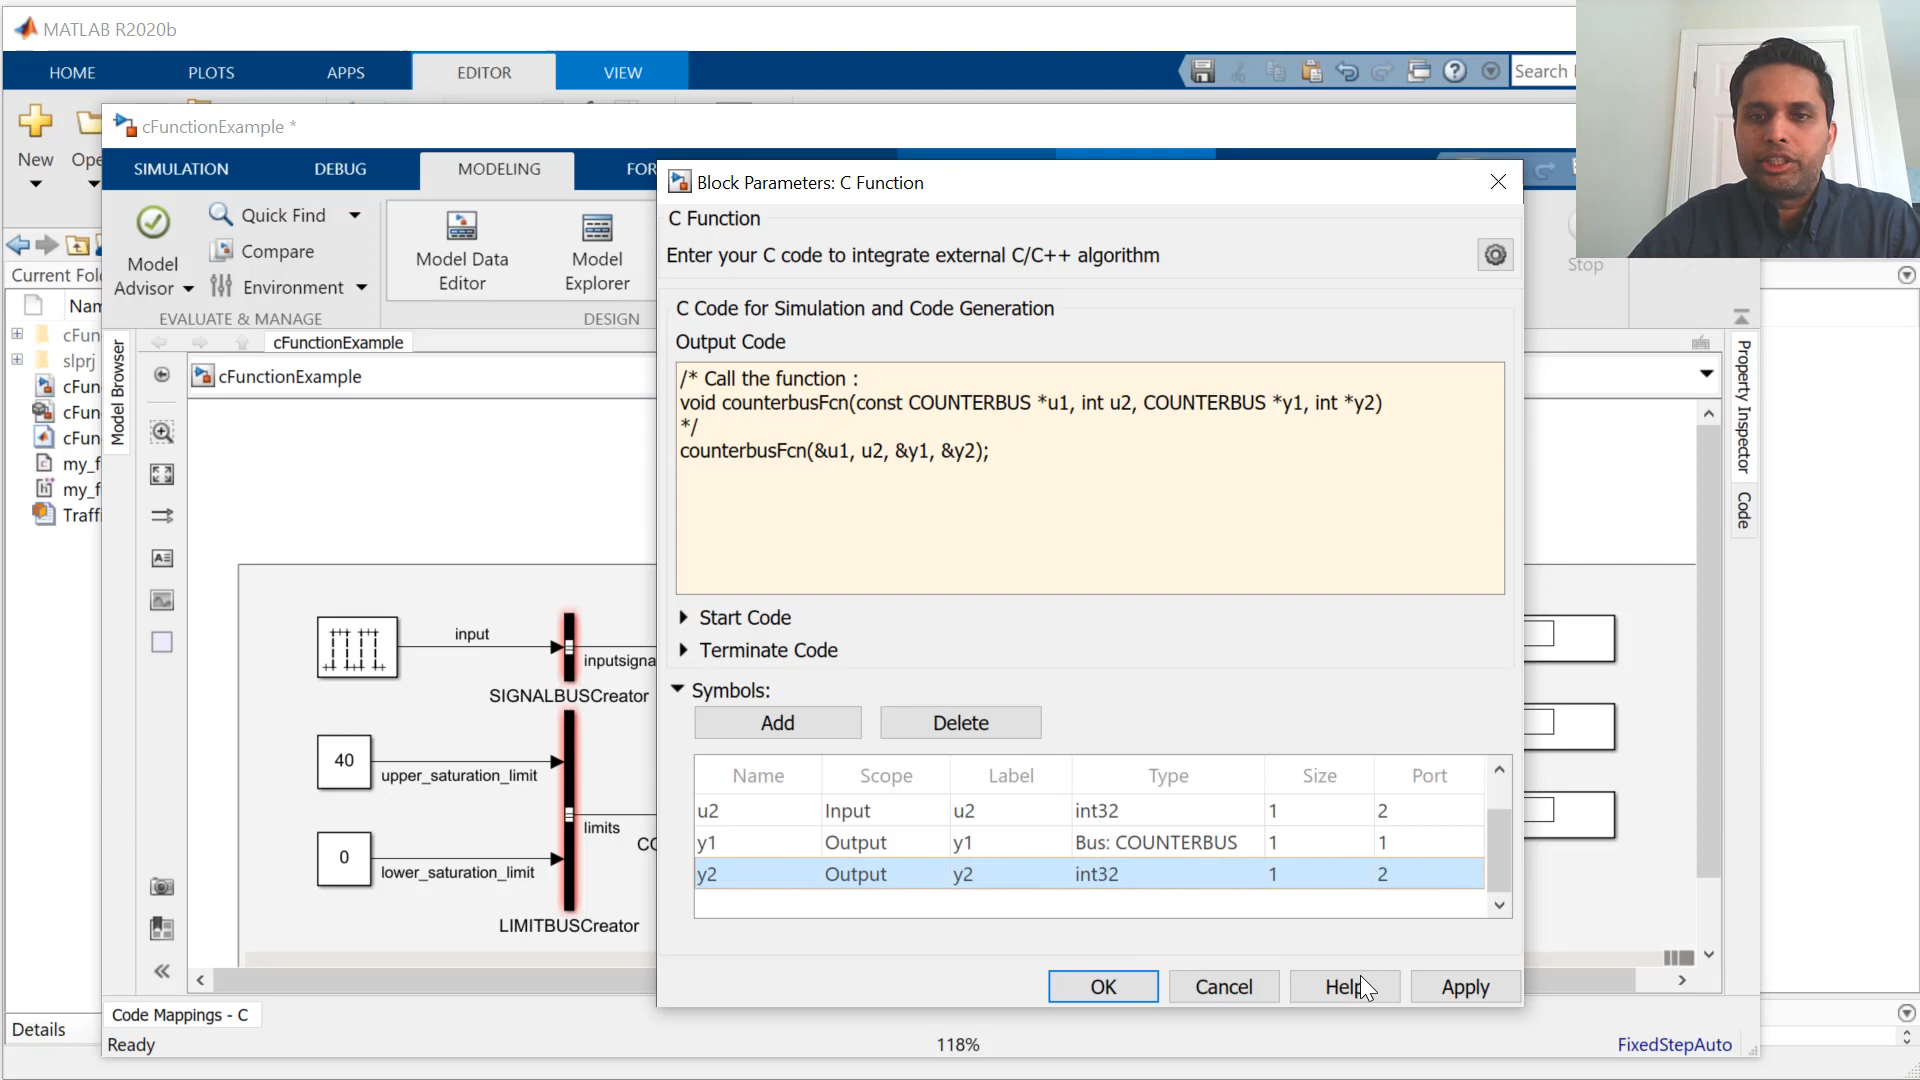 MATLAB R2020b
HOME
PLOTS
APPS
EDITOR
VIEW
Search
New
cFunctionExample *
SIMULATION
DEBUG
MODELING
FOR
Model Advisor
Quick Find
Compare
Environment
Model Data Editor
Model Explorer
EVALUATE & MANAGE
DESIGN
Stop
Current Fol
Nam
cFun
slprj
cFun
cFun
cFun
my_f
my_f
Traffi
Details
Model Browser
cFunctionExample
cFunctionExample
Property Inspector
Code
input
inputsigna
SIGNALBUSCreator
40
upper_saturation_limit
limits
CO
0
lower_saturation_limit
LIMITBUSCreator
Block Parameters: C Function
C Function
Enter your C code to integrate external C/C++ algorithm
C Code for Simulation and Code Generation
Output Code
/* Call the function :
void counterbusFcn(const COUNTERBUS *u1, int u2, COUNTERBUS *y1, int *y2)
*/
counterbusFcn(&u1, u2, &y1, &y2);
Start Code
Terminate Code
Symbols:
Add
Delete
Name Scope Label Type Size Port
u2 Input u2 int32 1 2
y1 Output y1 Bus: COUNTERBUS 1 1
y2 Output y2 int32 1 2
OK
Cancel
Help
Apply
Code Mappings - C
Ready
118%
FixedStepAuto